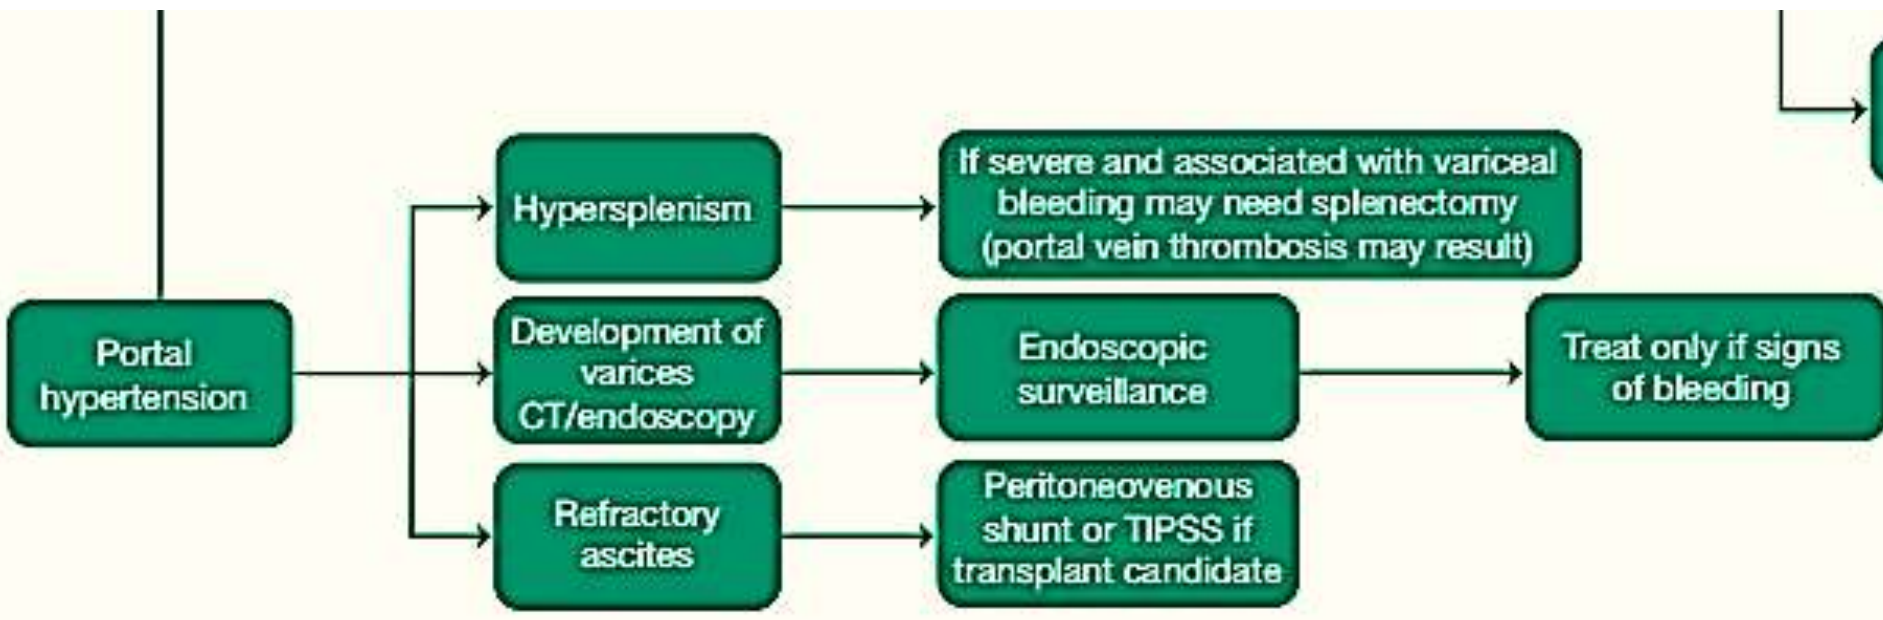 Portal
hypertension
Hypersplenism
If severe and associated with variceal
bleeding may need splenectomy
(portal vein thrombosis may result)
Development of
varices
CT/endoscopy
Endoscopic
surveillance
Treat only if signs
of bleeding
Refractory
ascites
Peritoneovenous
shunt or TIPSS if
transplant candidate